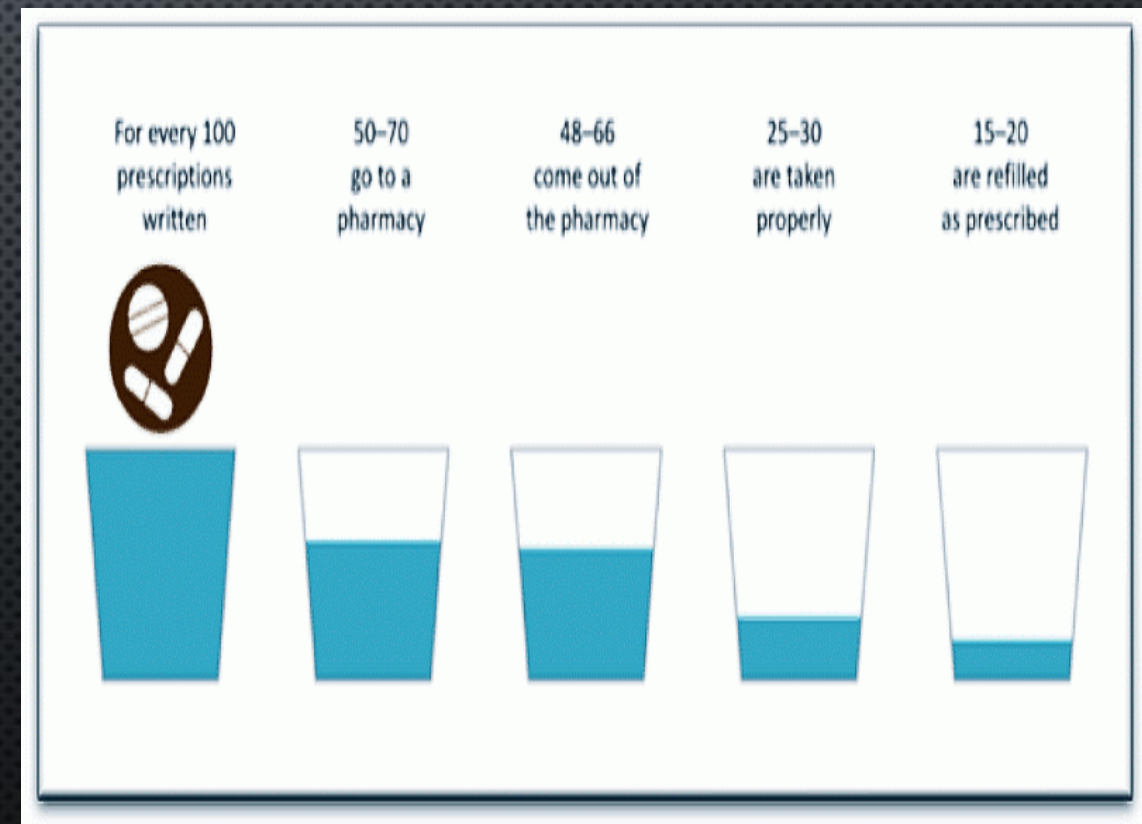 For every 100
prescriptions
written
50–70
go to a
pharmacy
48–66
come out of
the pharmacy
25–30
are taken
properly
15–20
are refilled
as prescribed